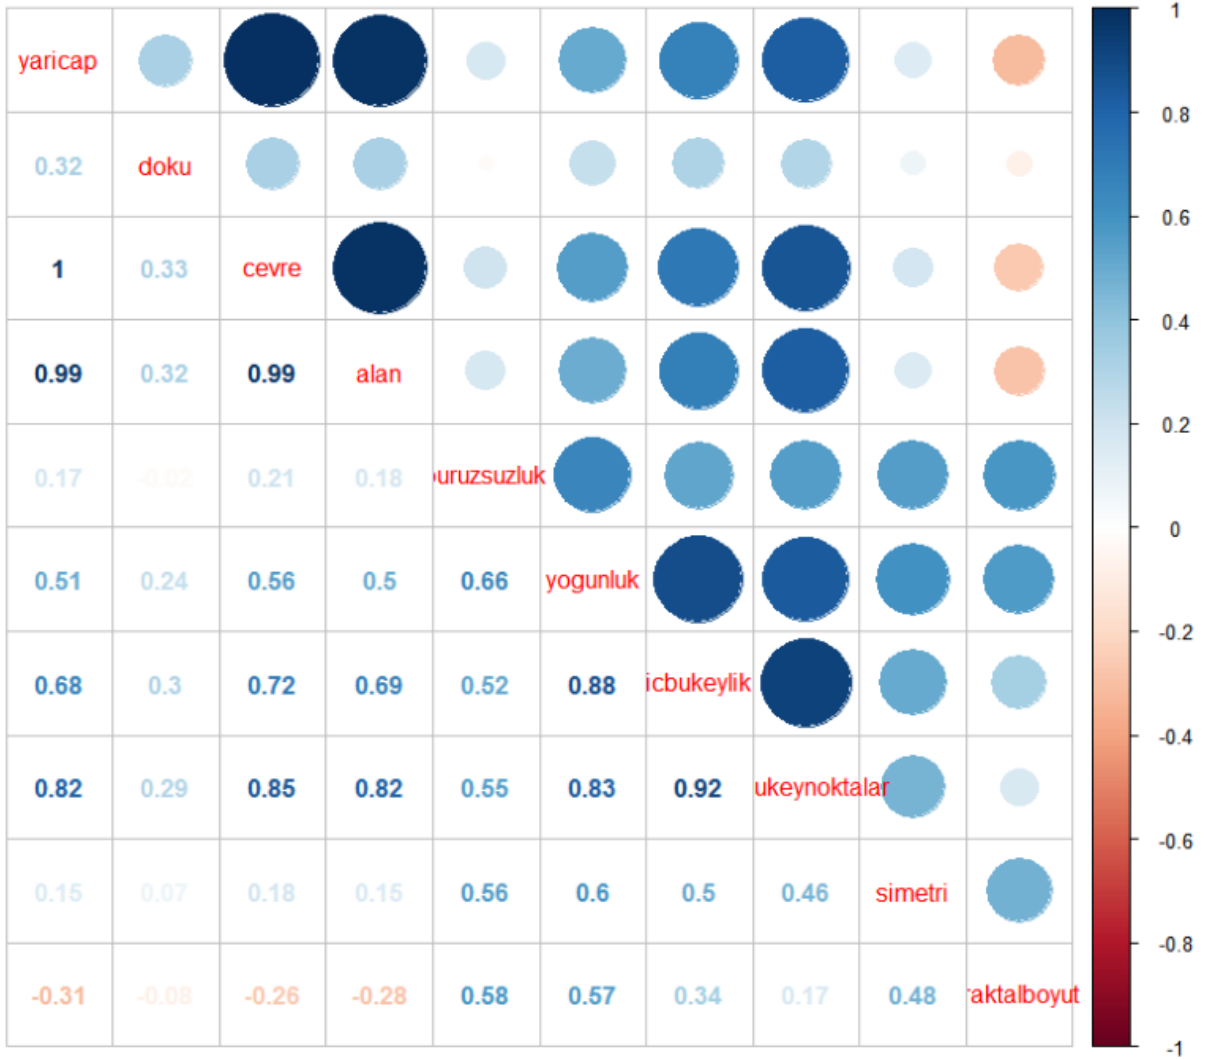 yaricap
1
0.32 doku
0.8
1 0.33 cevre
0.6
0.99 0.32 0.99 alan
0.4
0.17 -0.02 0.21 0.18 uruzsuzluk
0.2
0
0.51 0.24 0.56 0.5 0.66 yogunluk
-0.2
0.68 0.3 0.72 0.69 0.52 0.88 icbukeylik
-0.4
0.82 0.29 0.85 0.82 0.55 0.83 0.92 ukeynoktalar
-0.6
0.15 0.07 0.18 0.15 0.56 0.6 0.5 0.46 simetri
-0.8
-0.31 -0.08 -0.26 -0.28 0.58 0.57 0.34 0.17 0.48 raktalboyut
-1